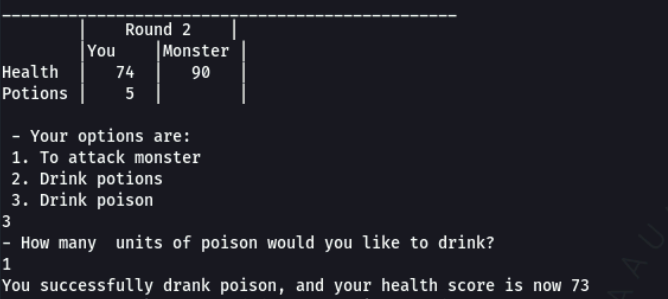 Round 2
You Monster
Health 74 90
Potions 5
- Your options are:
1. To attack monster
2. Drink potions
3. Drink poison
3
- How many  units of poison would you like to drink?
1
You successfully drank poison, and your health score is now 73